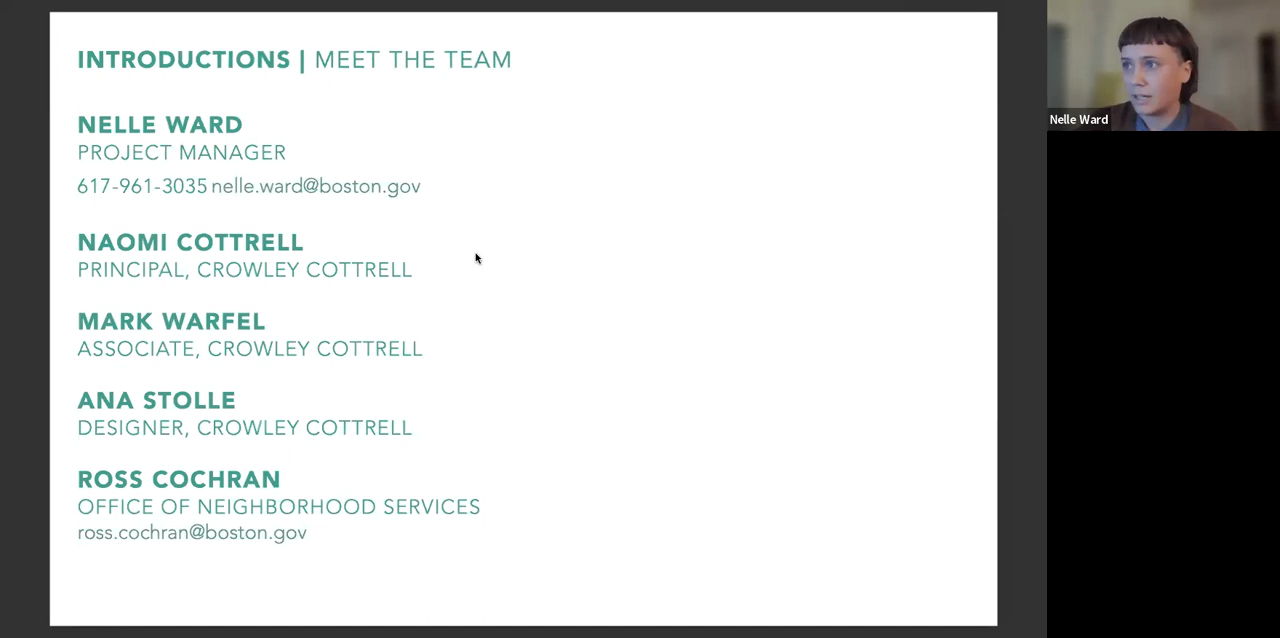 INTRODUCTIONS | MEET THE TEAM
NELLE WARD
PROJECT MANAGER
617-961-3035 nelle.ward@boston.gov
NAOMI COTTRELL
PRINCIPAL, CROWLEY COTTRELL
MARK WARFEL
ASSOCIATE, CROWLEY COTTRELL
ANA STOLLE
DESIGNER, CROWLEY COTTRELL
ROSS COCHRAN
OFFICE OF NEIGHBORHOOD SERVICES
ross.cochran@boston.gov
Nelle Ward